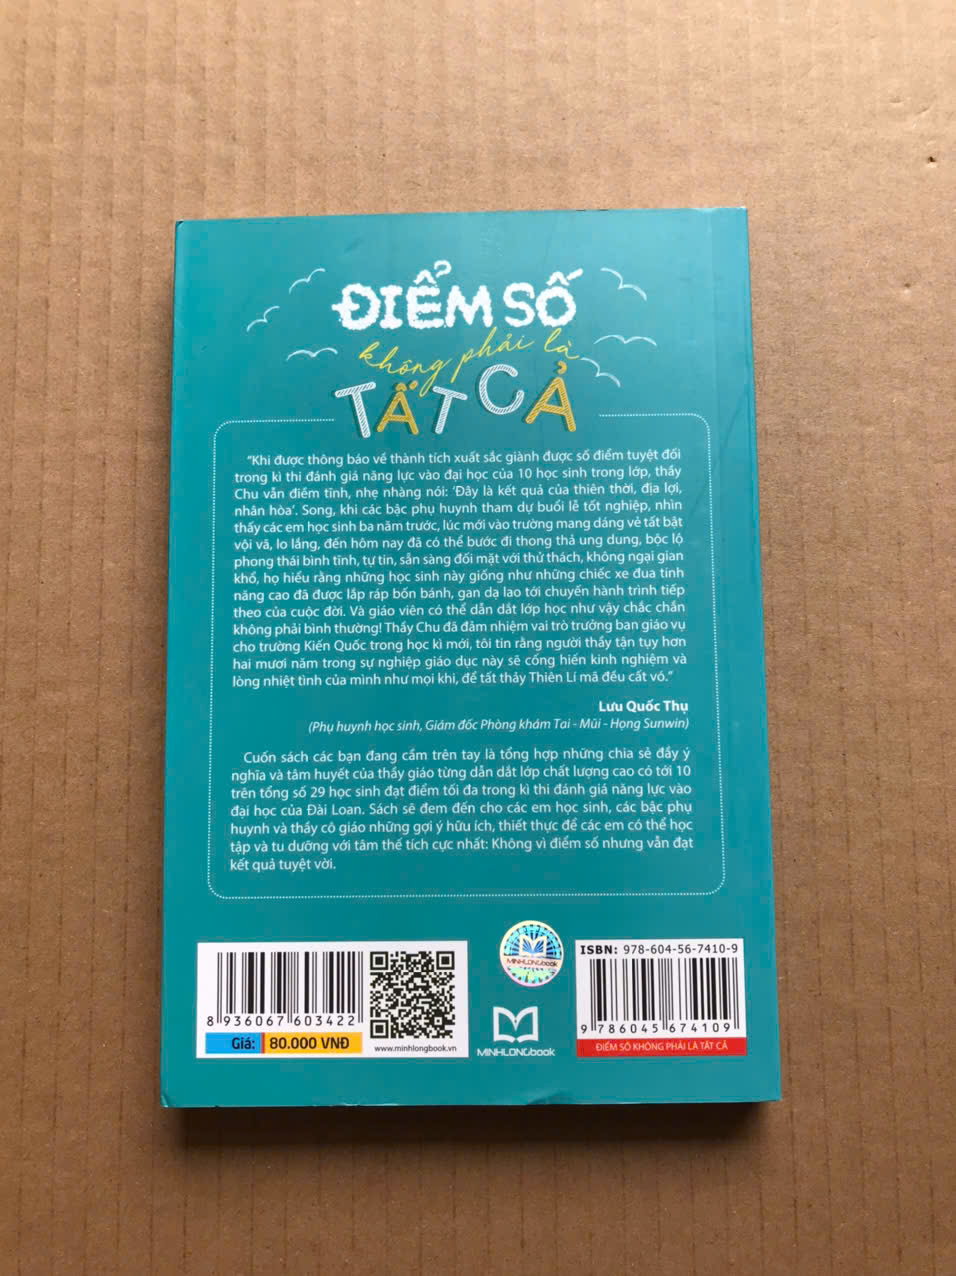 ĐIỂM SỐ
không phải là
TẤT CẢ
“Khi được thông báo về thành tích xuất sắc giành được số điểm tuyệt đối
trong kì thi đánh giá năng lực vào đại học của 10 học sinh trong lớp, thầy
Chu vẫn điềm tĩnh, nhẹ nhàng nói: ‘Đây là kết quả của thiên thời, địa lợi,
nhân hòa’. Song, khi các bậc phụ huynh tham dự buổi lễ tốt nghiệp, nhìn
thấy các em học sinh ba năm trước, lúc mới vào trường mang dáng vẻ tất bật
vội vã, lo lắng, đến hôm nay đã có thể bước đi thong thả ung dung, bộc lộ
phong thái bình tĩnh, tự tin, sẵn sàng đối mặt với thử thách, không ngại gian
khổ, họ hiểu rằng những học sinh này giống như những chiếc xe đua tính
năng cao đã được lắp ráp bốn bánh, gan dạ lao tới chuyến hành trình tiếp
theo của cuộc đời. Và giáo viên có thể dẫn dắt lớp học như vậy chắc chắn
không phải bình thường! Thầy Chu đã đảm nhiệm vai trò trưởng ban giáo vụ
cho trường Kiến Quốc trong học kì mới, tôi tin rằng người thầy tận tụy hơn
hai mươi năm trong sự nghiệp giáo dục này sẽ cống hiến kinh nghiệm và
lòng nhiệt tình của mình như mọi khi, để tất thảy Thiên Lí mã đều cất vó.”
Lưu Quốc Thụ
(Phụ huynh học sinh, Giám đốc Phòng khám Tai - Mũi - Họng Sunwin)
Cuốn sách các bạn đang cầm trên tay là tổng hợp những chia sẻ đầy ý
nghĩa và tâm huyết của thầy giáo từng dẫn dắt lớp chất lượng cao có tới 10
trên tổng số 29 học sinh đạt điểm tối đa trong kì thi đánh giá năng lực vào
đại học của Đài Loan. Sách sẽ đem đến cho các em học sinh, các bậc phụ
huynh và thầy cô giáo những gợi ý hữu ích, thiết thực để các em có thể học
tập và tu dưỡng với tâm thế tích cực nhất: Không vì điểm số nhưng vẫn đạt
kết quả tuyệt vời.
8 936067 603422
Giá: 80.000 VNĐ
www.minhlongbook.vn
MINHLONGbook
MINHLONGbook
ISBN: 978-604-56-7410-9
9 786045 674109
ĐIỂM SỐ KHÔNG PHẢI LÀ TẤT CẢ